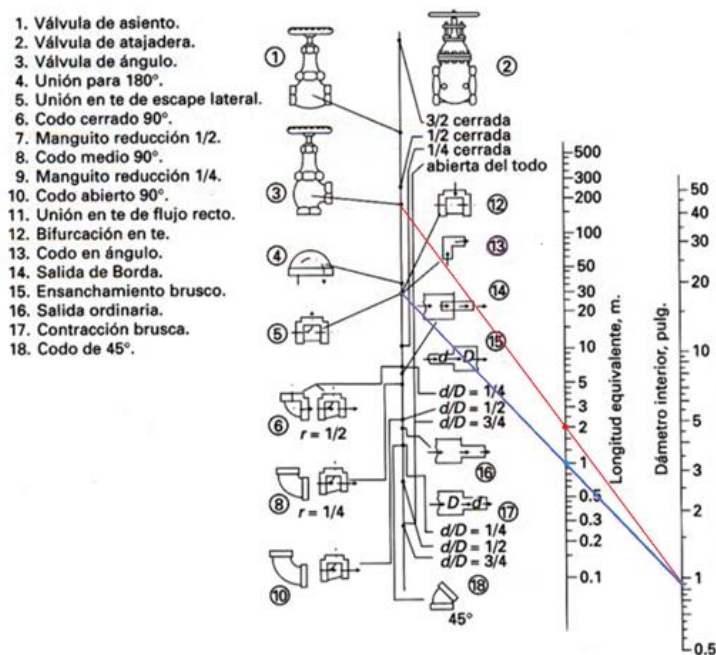 1. Válvula de asiento.
2. Válvula de atajadera.
3. Válvula de ángulo.
4. Unión para 180°.
5. Unión en te de escape lateral.
6. Codo cerrado 90°.
7. Manguito reducción 1/2.
8. Codo medio 90°.
9. Manguito reducción 1/4.
10. Codo abierto 90°.
11. Unión en te de flujo recto.
12. Bifurcación en te.
13. Codo en ángulo.
14. Salida de Borda.
15. Ensanchamiento brusco.
16. Salida ordinaria.
17. Contracción brusca.
18. Codo de 45°.
1
2
3/2 cerrada
1/2 cerrada
1/4 cerrada
abierta del todo
3
12
13
4
14
5
15
d D
d/D = 1/4
d/D = 1/2
d/D = 3/4
6
r = 1/2
16
8
r = 1/4
17
D d
d/D = 1/4
d/D = 1/2
d/D = 3/4
10
18
45°
500
300
200
100
50
30
20
10
5
3
2
1
0.5
0.3
0.2
0.1
Longitud equivalente, m.
Dámetro interior, pulg.
50
40
30
20
10
5
3
2
1
0.5